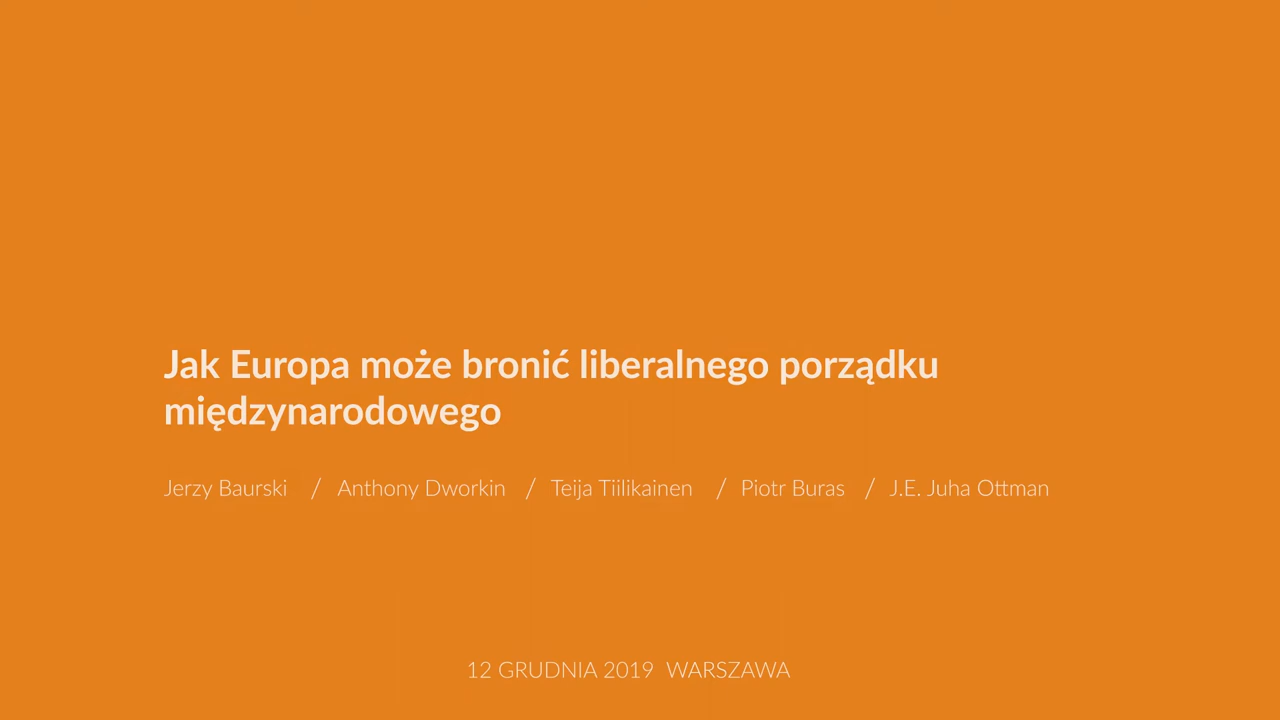 Jak Europa może bronić liberalnego porządku
międzynarodowego
Jerzy Baurski / Anthony Dworkin / Teija Tiilikainen / Piotr Buras / J.E. Juha Ottman
12 GRUDNIA 2019 WARSZAWA